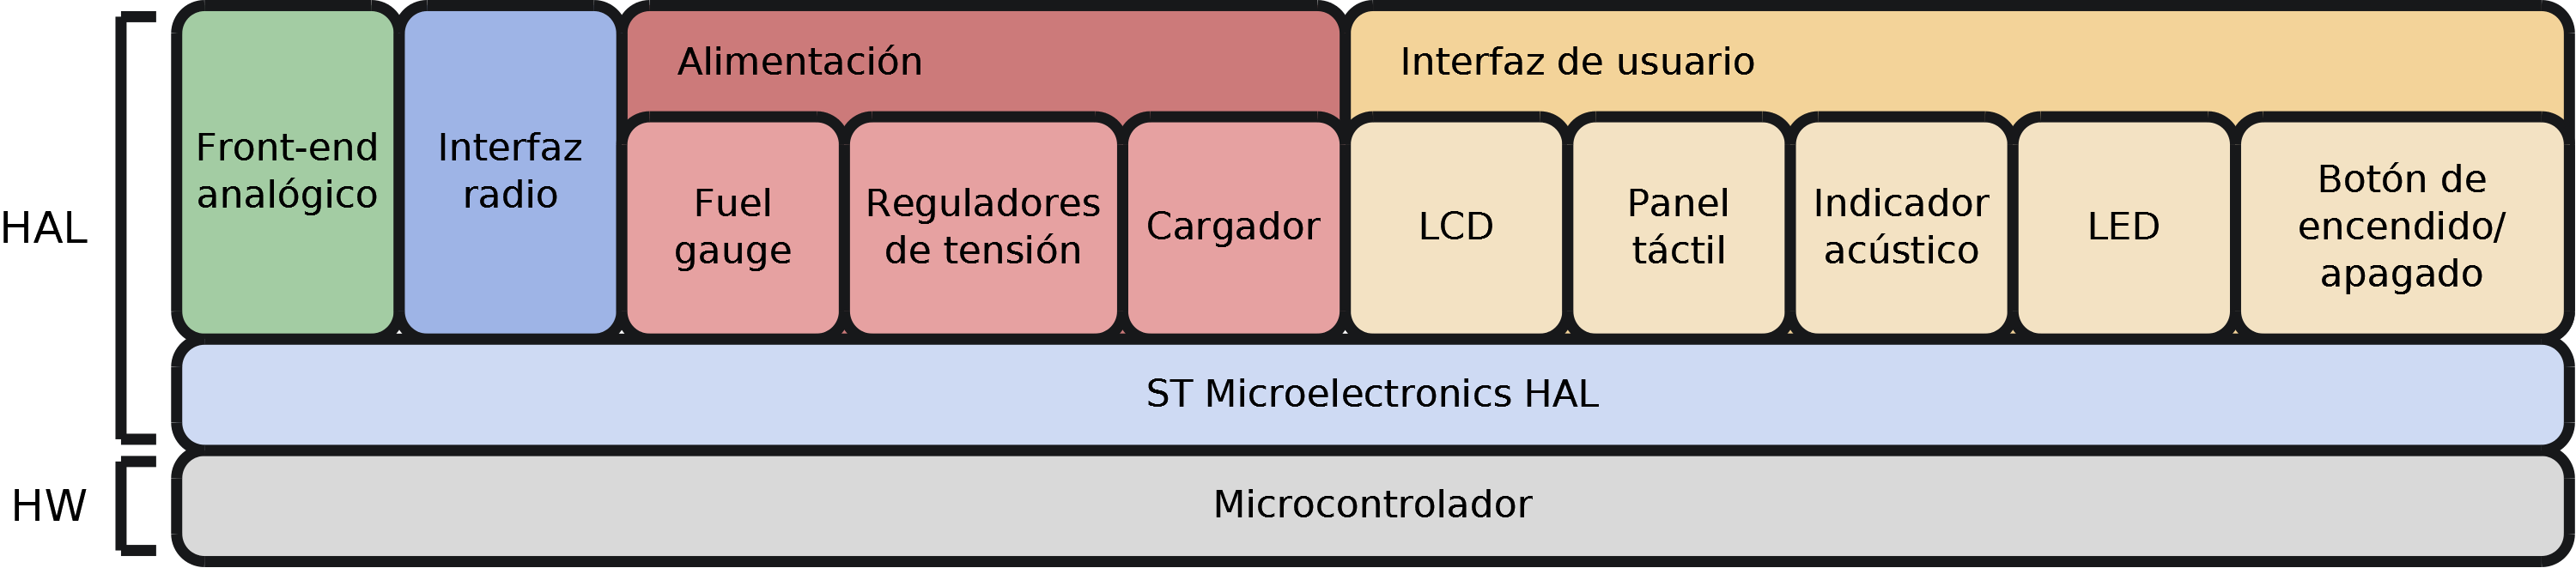 HAL
HW
Front-end
analógico
Interfaz
radio
Alimentación
Fuel
gauge
Reguladores
de tensión
Cargador
Interfaz de usuario
LCD
Panel
táctil
Indicador
acústico
LED
Botón de
encendido/
apagado
ST Microelectronics HAL
Microcontrolador